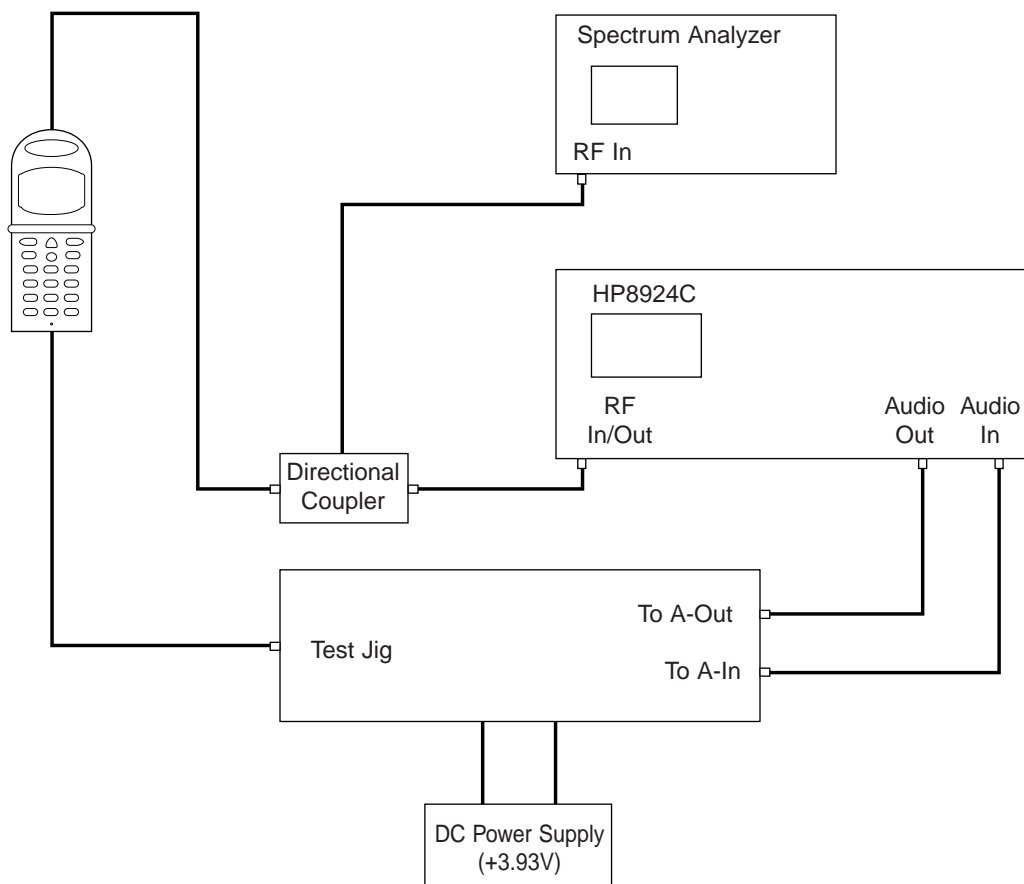 Spectrum Analyzer
RF In
HP8924C
RF
In/Out
Audio
Out
Audio
In
Directional
Coupler
Test Jig
To A-Out
To A-In
DC Power Supply
(+3.93V)